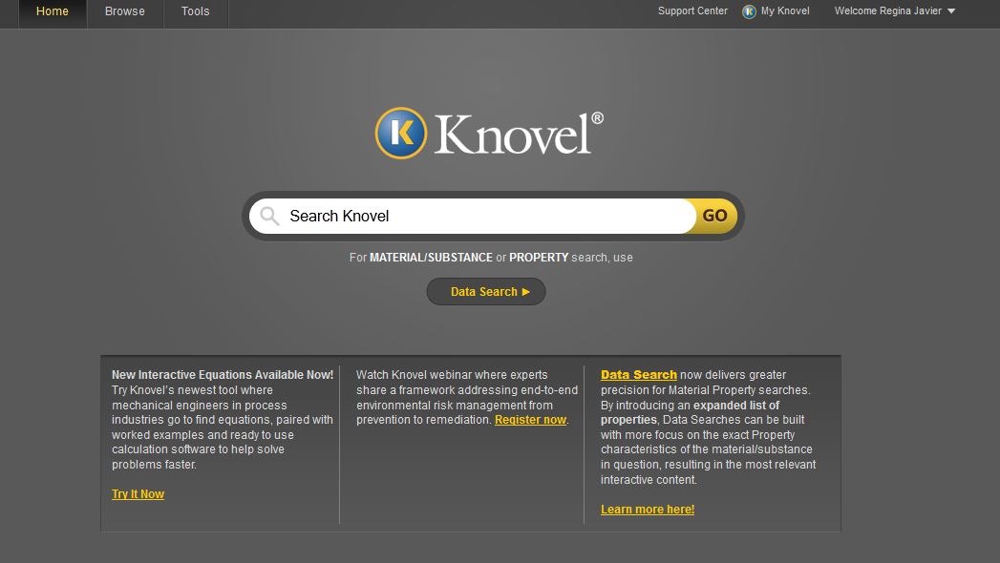 Home Browse Tools Support Center K My Knovel Welcome Regina Javier
K Knovel®
Search Knovel GO
For MATERIAL/SUBSTANCE or PROPERTY search, use
Data Search
New Interactive Equations Available Now!
Try Knovel's newest tool where
mechanical engineers in process
industries go to find equations, paired with
worked examples and ready to use
calculation software to help solve
problems faster.
Try It Now
Watch Knovel webinar where experts
share a framework addressing end-to-end
environmental risk management from
prevention to remediation. Register now.
Data Search now delivers greater
precision for Material Property searches.
By introducing an expanded list of
properties, Data Searches can be built
with more focus on the exact Property
characteristics of the material/substance
in question, resulting in the most relevant
interactive content.
Learn more here!